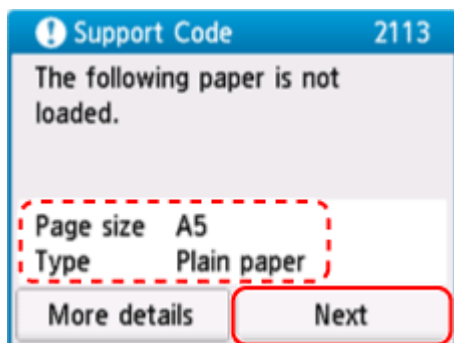 Support Code 2113
The following paper is not
loaded.
Page size A5
Type Plain paper
More details Next